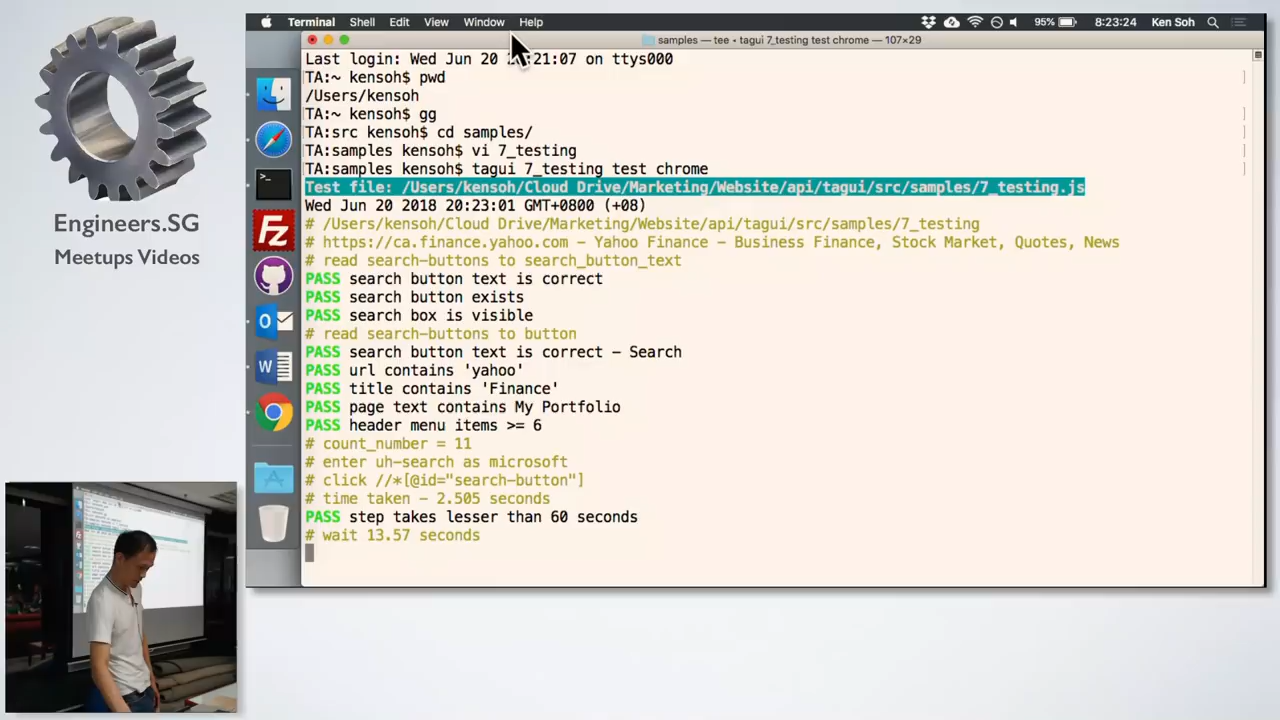 Terminal Shell Edit View Window Help 95% 8:23:24 Ken Soh
samples — tee • tagui 7_testing test chrome — 107×29
Last login: Wed Jun 20 21:07 on ttys000
TA:~ kensoh$ pwd
/Users/kensoh
TA:~ kensoh$ gg
TA:src kensoh$ cd samples/
TA:samples kensoh$ vi 7_testing
TA:samples kensoh$ tagui 7_testing test chrome
Test file: /Users/kensoh/Cloud Drive/Marketing/Website/api/tagui/src/samples/7_testing.js
Wed Jun 20 2018 20:23:01 GMT+0800 (+08)
# /Users/kensoh/Cloud Drive/Marketing/Website/api/tagui/src/samples/7_testing
# https://ca.finance.yahoo.com - Yahoo Finance - Business Finance, Stock Market, Quotes, News
# read search-buttons to search_button_text
PASS search button text is correct
PASS search button exists
PASS search box is visible
# read search-buttons to button
PASS search button text is correct - Search
PASS url contains 'yahoo'
PASS title contains 'Finance'
PASS page text contains My Portfolio
PASS header menu items >= 6
# count_number = 11
# enter uh-search as microsoft
# click //*[@id="search-button"]
# time taken - 2.505 seconds
PASS step takes lesser than 60 seconds
# wait 13.57 seconds
Engineers.SG
Meetups Videos